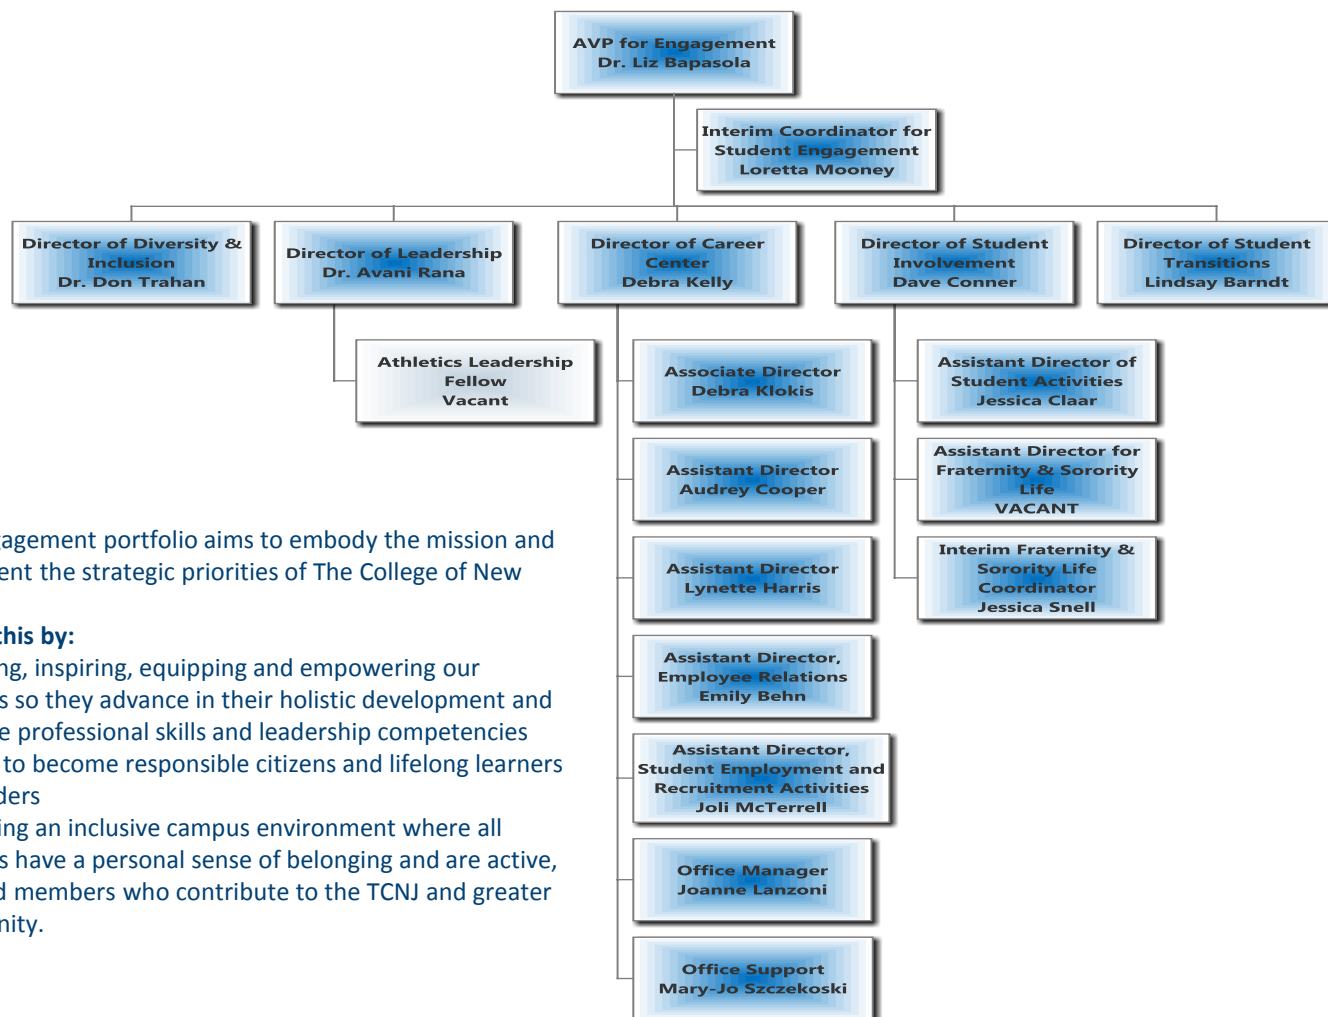 AVP for Engagement
Dr. Liz Bapasola
Interim Coordinator for
Student Engagement
Loretta Mooney
Director of Diversity &
Inclusion
Dr. Don Trahan
Director of Leadership
Dr. Avani Rana
Director of Career
Center
Debra Kelly
Director of Student
Involvement
Dave Conner
Director of Student
Transitions
Lindsay Barndt
Athletics Leadership
Fellow
Vacant
Associate Director
Debra Klokis
Assistant Director
Audrey Cooper
Assistant Director
Lynette Harris
Assistant Director,
Employee Relations
Emily Behn
Assistant Director,
Student Employment and
Recruitment Activities
Joli McTerrell
Office Manager
Joanne Lanzoni
Office Support
Mary-Jo Szczekoski
Assistant Director of
Student Activities
Jessica Claar
Assistant Director for
Fraternity & Sorority
Life
VACANT
Interim Fraternity &
Sorority Life
Coordinator
Jessica Snell
gagement portfolio aims to embody the mission and
ent the strategic priorities of The College of New
this by:
ng, inspiring, equipping and empowering our
s so they advance in their holistic development and
e professional skills and leadership competencies
to become responsible citizens and lifelong learners
ders
ing an inclusive campus environment where all
s have a personal sense of belonging and are active,
d members who contribute to the TCNJ and greater
nity.